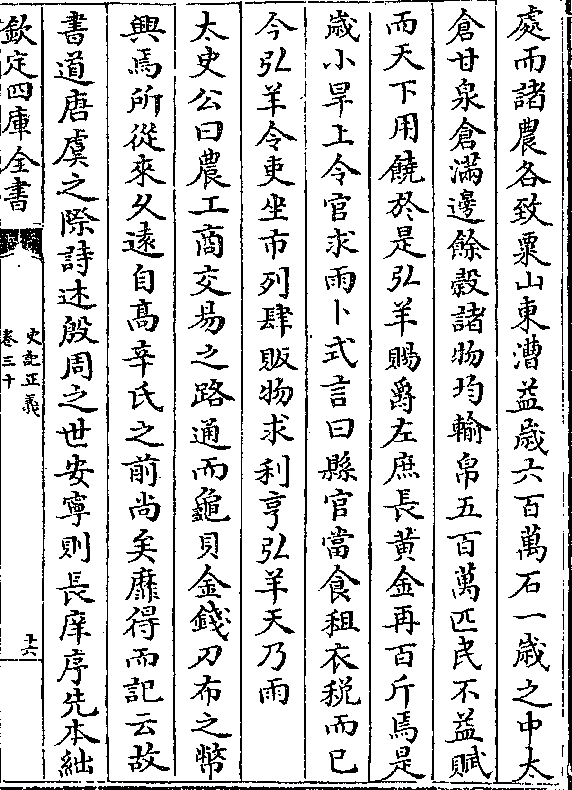 處而諸農各致粟山東漕益歳六百萬石一歳之中太
倉甘泉倉滿邊餘榖諸物均輸帛五百萬匹民不益賦
而天下用饒於是弘羊賜爵左庶長黄金再百斤焉是
歳小旱上令官求雨卜式言曰縣官當食租衣税而已
今弘羊令吏坐市列肆販物求利亨弘羊天乃雨
太史公曰農工商交易之路通而龜貝金錢刀布之幣
興焉所從來久遠自髙辛氏之前尚矣靡得而記云故
書道唐虞之際詩述殷周之世安寧則長庠序先本絀
欽定四庫全書
史記正義
卷三十
十六